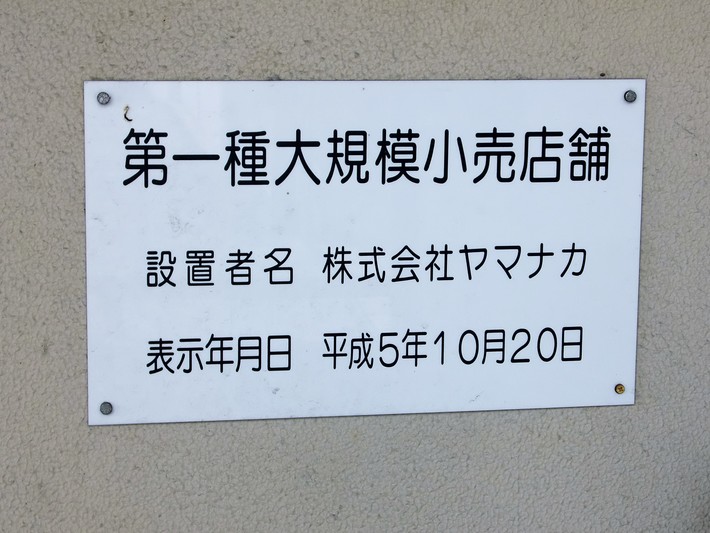 第一種大規模小売店舗
設置者名 株式会社ヤマナカ
表示年月日 平成5年10月20日